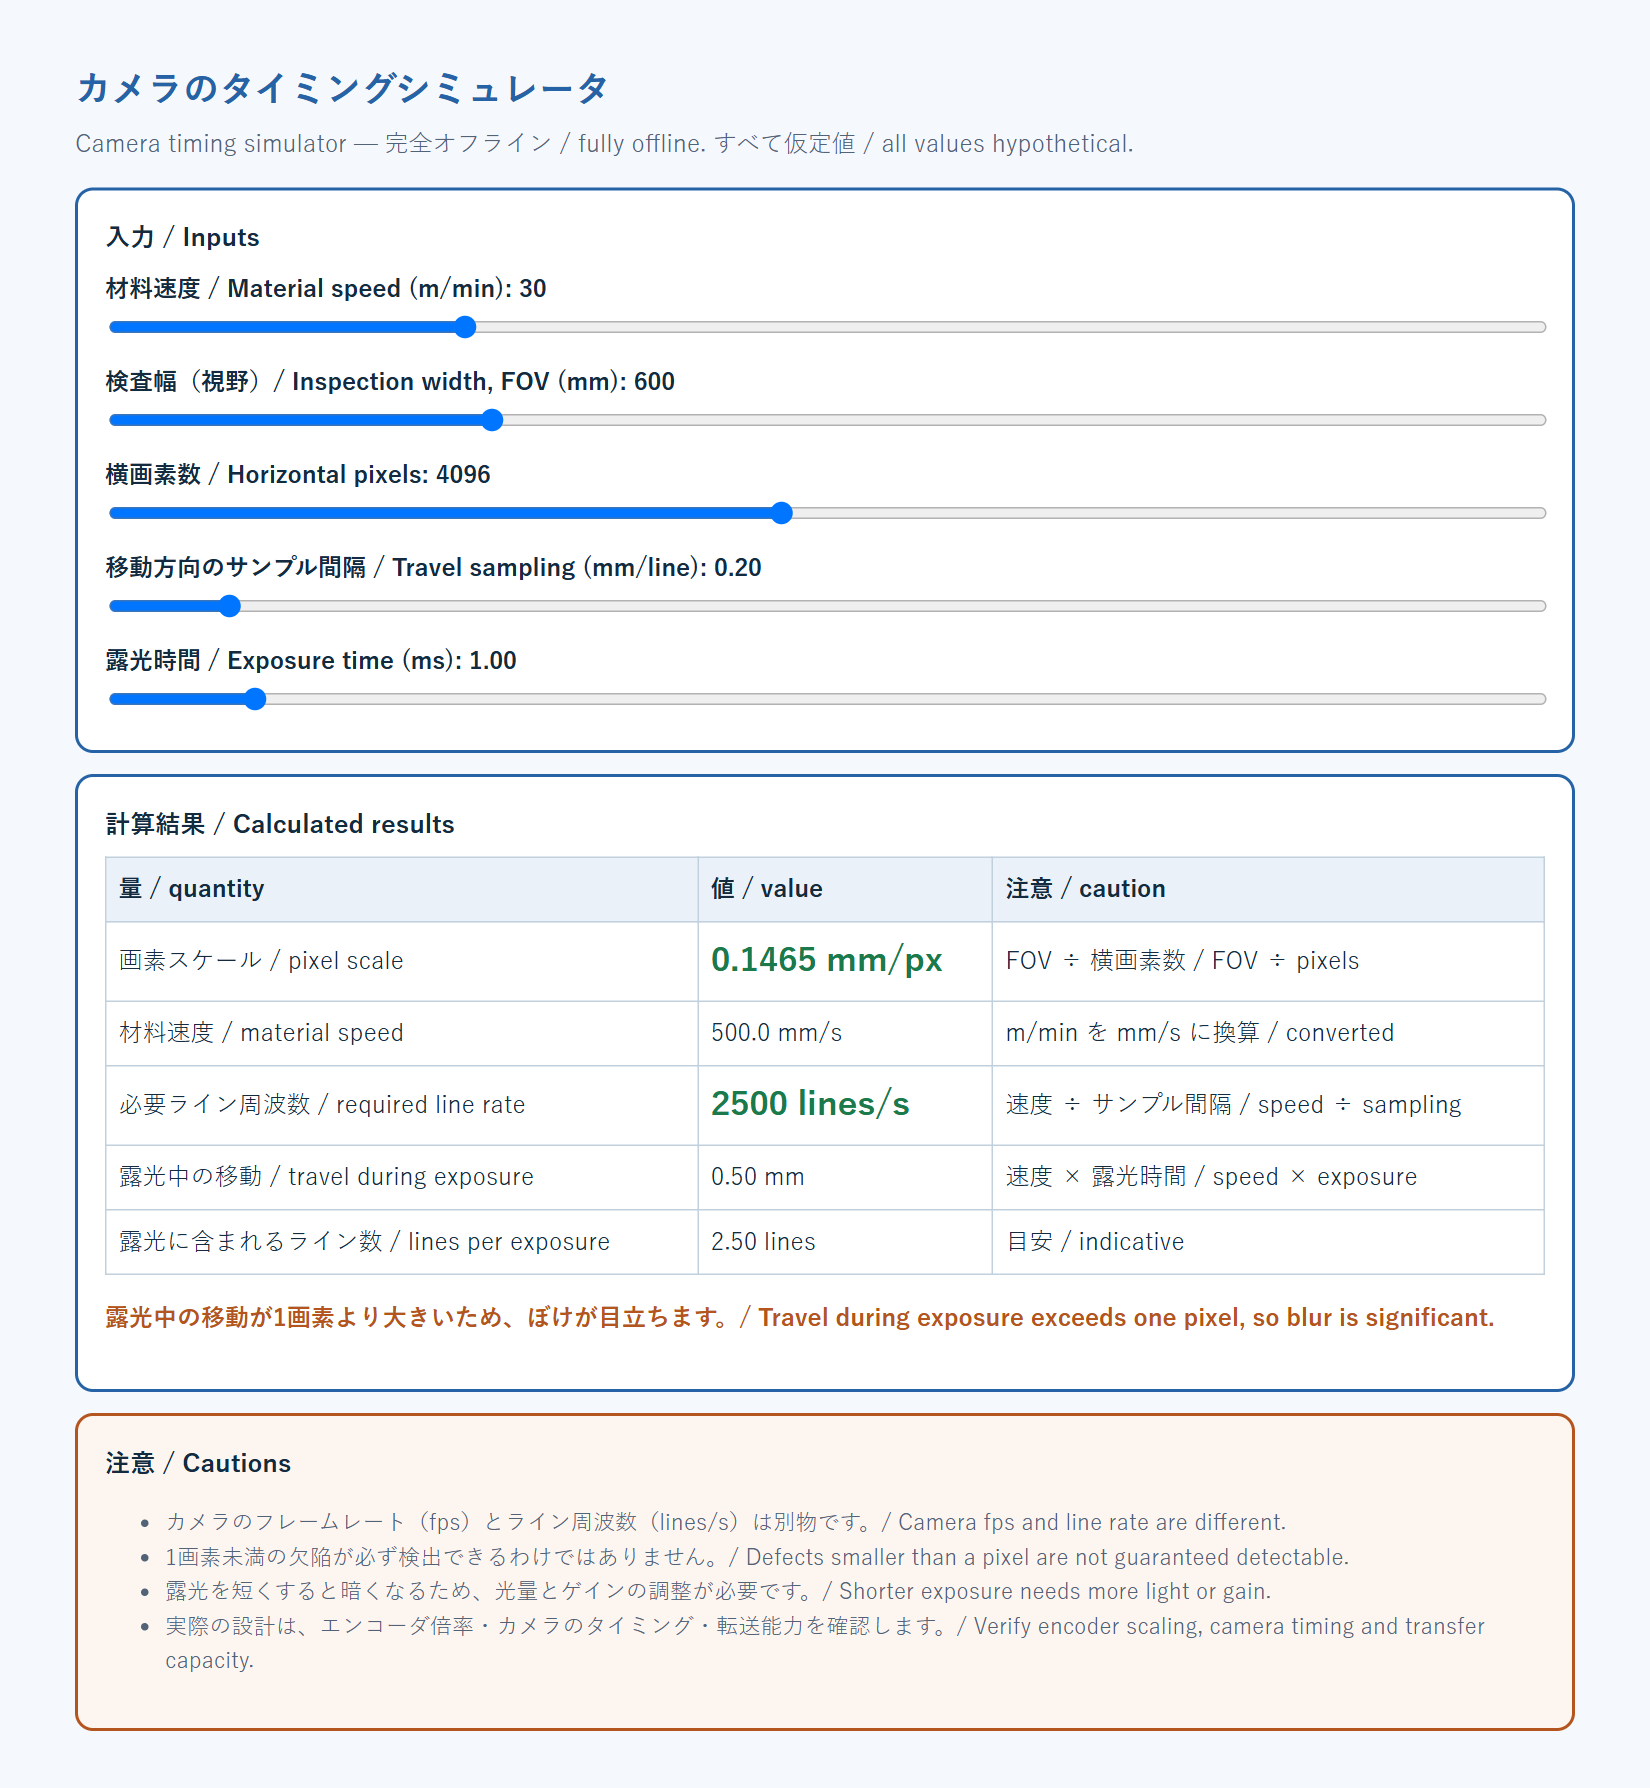 カメラのタイミングシミュレータ
Camera timing simulator — 完全オフライン / fully offline. すべて仮定値 / all values hypothetical.
入力 / Inputs
材料速度 / Material speed (m/min): 30
検査幅（視野）/ Inspection width, FOV (mm): 600
横画素数 / Horizontal pixels: 4096
移動方向のサンプル間隔 / Travel sampling (mm/line): 0.20
露光時間 / Exposure time (ms): 1.00
計算結果 / Calculated results
量 / quantity 値 / value 注意 / caution
画素スケール / pixel scale 0.1465 mm/px FOV ÷ 横画素数 / FOV ÷ pixels
材料速度 / material speed 500.0 mm/s m/min を mm/s に換算 / converted
必要ライン周波数 / required line rate 2500 lines/s 速度 ÷ サンプル間隔 / speed ÷ sampling
露光中の移動 / travel during exposure 0.50 mm 速度 × 露光時間 / speed × exposure
露光に含まれるライン数 / lines per exposure 2.50 lines 目安 / indicative
露光中の移動が1画素より大きいため、ぼけが目立ちます。/ Travel during exposure exceeds one pixel, so blur is significant.
注意 / Cautions
• カメラのフレームレート（fps）とライン周波数（lines/s）は別物です。/ Camera fps and line rate are different.
• 1画素未満の欠陥が必ず検出できるわけではありません。/ Defects smaller than a pixel are not guaranteed detectable.
• 露光を短くすると暗くなるため、光量とゲインの調整が必要です。/ Shorter exposure needs more light or gain.
• 実際の設計は、エンコーダ倍率・カメラのタイミング・転送能力を確認します。/ Verify encoder scaling, camera timing and transfer
capacity.